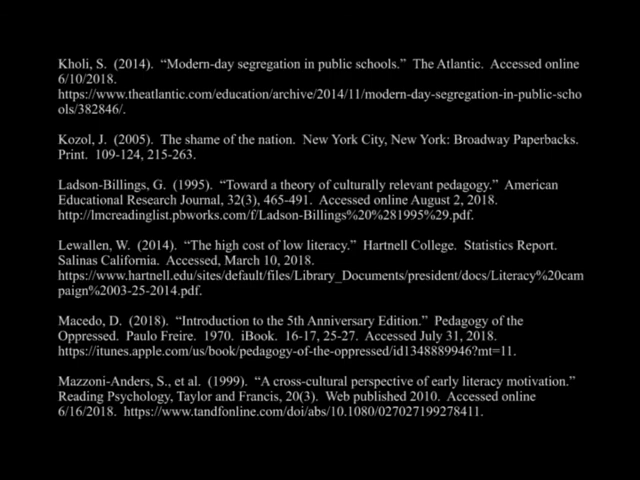 Kholi, S.  (2014).  “Modern-day segregation in public schools.”  The Atlantic.  Accessed online
6/10/2018.
https://www.theatlantic.com/education/archive/2014/11/modern-day-segregation-in-public-scho
ols/382846/.
Kozol, J.  (2005).  The shame of the nation.  New York City, New York: Broadway Paperbacks.
Print.  109-124, 215-263.
Ladson-Billings, G.  (1995).  “Toward a theory of culturally relevant pedagogy.”  American
Educational Research Journal, 32(3), 465-491.  Accessed online August 2, 2018.
http://lmcreadinglist.pbworks.com/f/Ladson-Billings%20%281995%29.pdf.
Lewallen, W.  (2014).  “The high cost of low literacy.”  Hartnell College.  Statistics Report.
Salinas California.  Accessed, March 10, 2018.
https://www.hartnell.edu/sites/default/files/Library_Documents/president/docs/Literacy%20cam
paign%2003-25-2014.pdf.
Macedo, D.  (2018).  “Introduction to the 5th Anniversary Edition.”  Pedagogy of the
Oppressed.  Paulo Freire.  1970.  iBook.  16-17, 25-27.  Accessed July 31, 2018.
https://itunes.apple.com/us/book/pedagogy-of-the-oppressed/id1348889946?mt=11.
Mazzoni-Anders, S., et al.  (1999).  “A cross-cultural perspective of early literacy motivation.”
Reading Psychology, Taylor and Francis, 20(3).  Web published 2010.  Accessed online
6/16/2018.  https://www.tandfonline.com/doi/abs/10.1080/027027199278411.